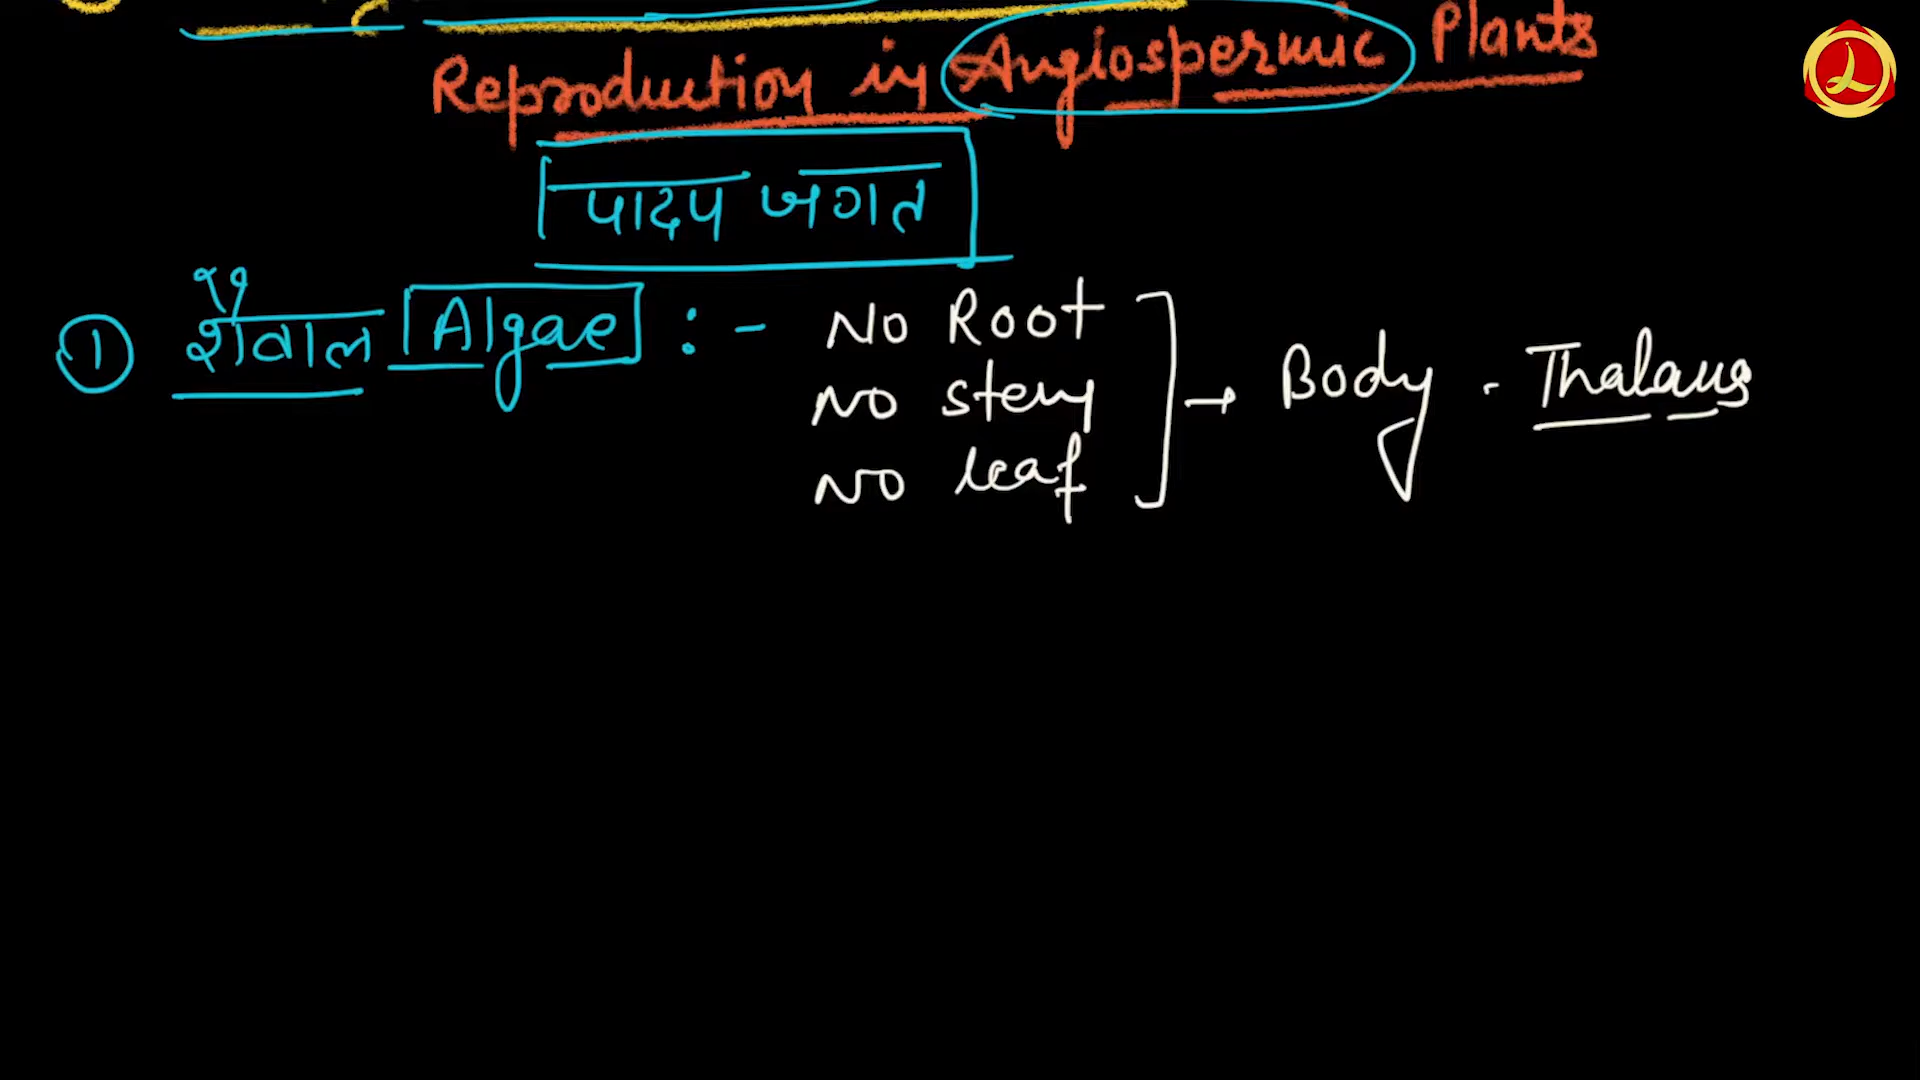 Reproduction in Angiospermic Plants
पादप जगत
① शैवाल Algae :- No Root
No stem
No leaf
→ Body - Thalaus